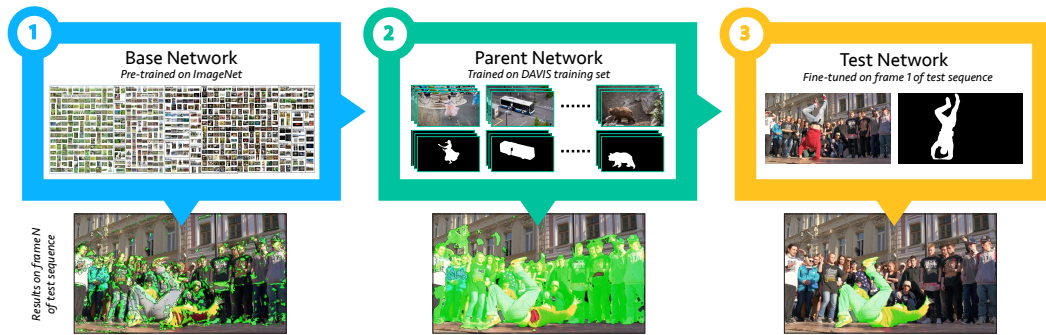 1
Base Network
Pre-trained on ImageNet
2
Parent Network
Trained on DAVIS training set
3
Test Network
Fine-tuned on frame 1 of test sequence
Results on frame N
of test sequence